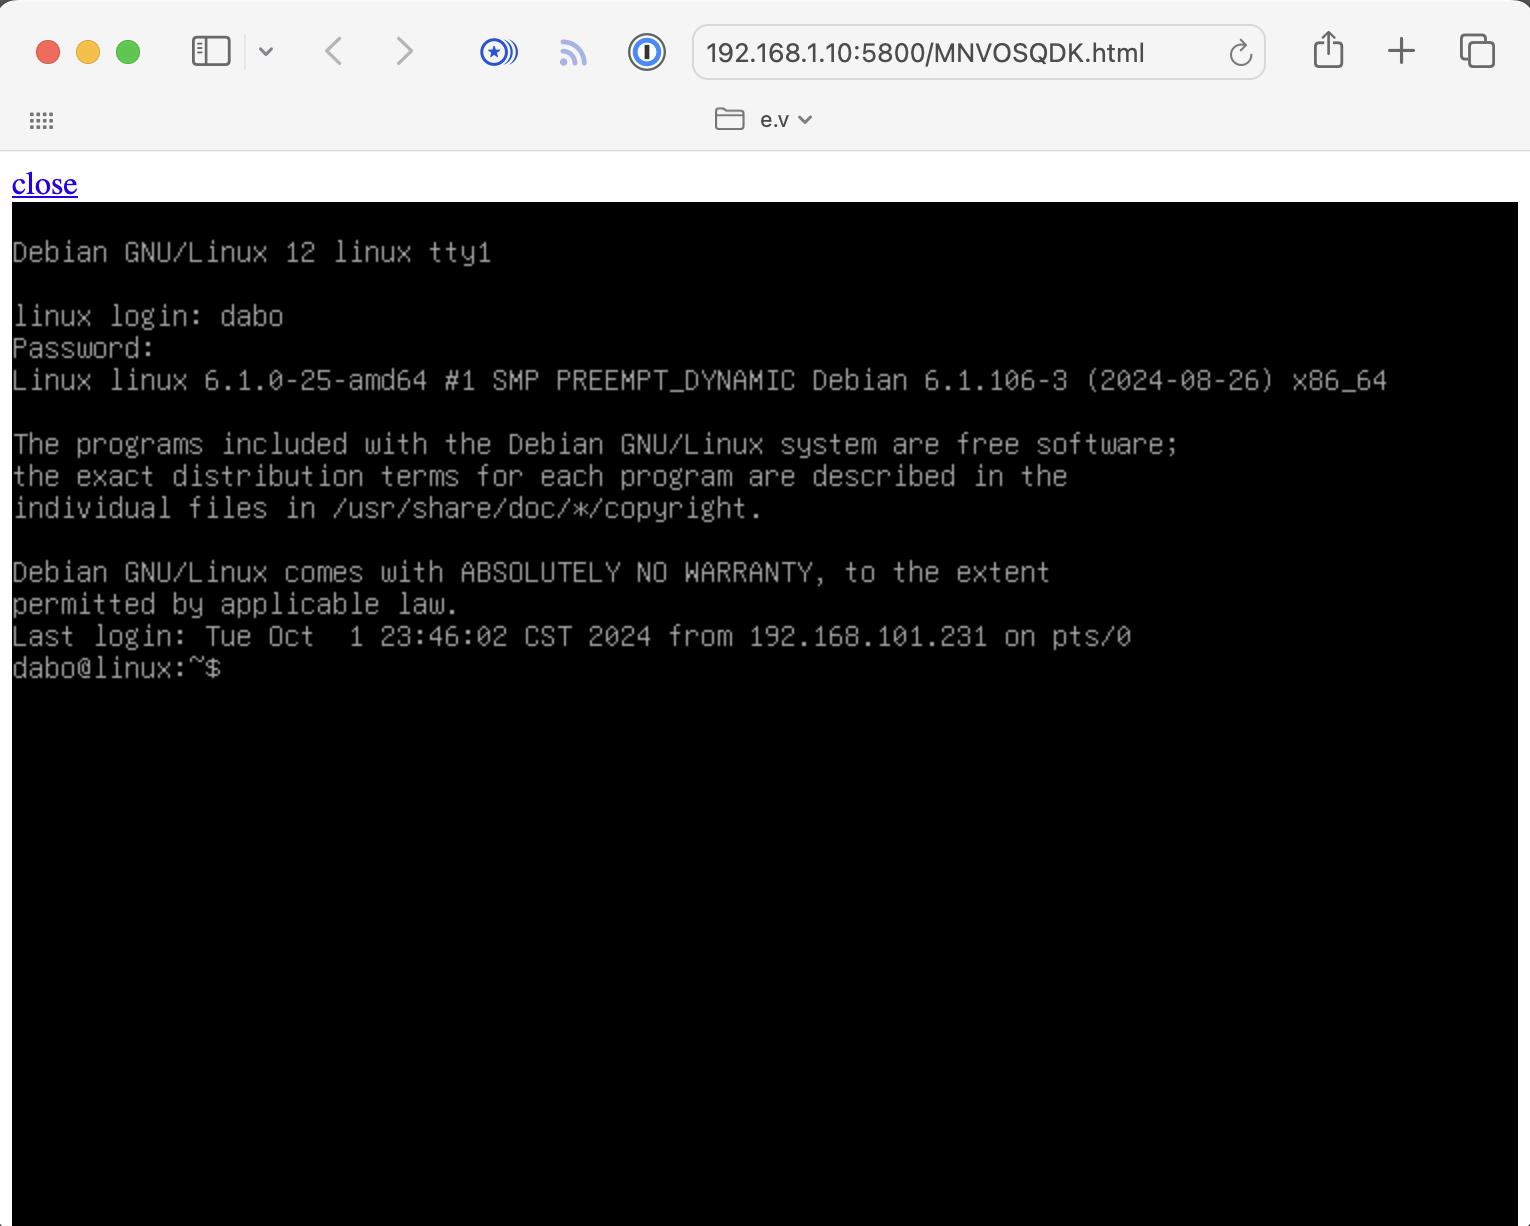 192.168.1.10:5800/MNVOSQDK.html
e.v
close
Debian GNU/Linux 12 linux tty1
linux login: dabo
Password:
Linux linux 6.1.0-25-amd64 #1 SMP PREEMPT_DYNAMIC Debian 6.1.106-3 (2024-08-26) x86_64
The programs included with the Debian GNU/Linux system are free software;
the exact distribution terms for each program are described in the
individual files in /usr/share/doc/*/copyright.
Debian GNU/Linux comes with ABSOLUTELY NO WARRANTY, to the extent
permitted by applicable law.
Last login: Tue Oct  1 23:46:02 CST 2024 from 192.168.101.231 on pts/0
dabo@linux:~$